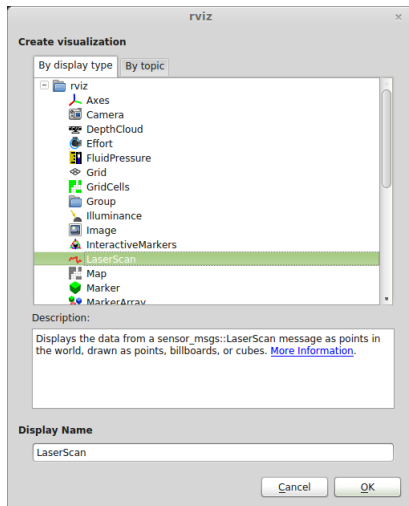 rviz
Create visualization
By display type By topic
rviz
Axes
Camera
DepthCloud
Effort
FluidPressure
Grid
GridCells
Group
Illuminance
Image
InteractiveMarkers
LaserScan
Map
Marker
MarkerArray
Description:
Displays the data from a sensor_msgs::LaserScan message as points in
the world, drawn as points, billboards, or cubes. More Information.
Display Name
LaserScan
Cancel OK